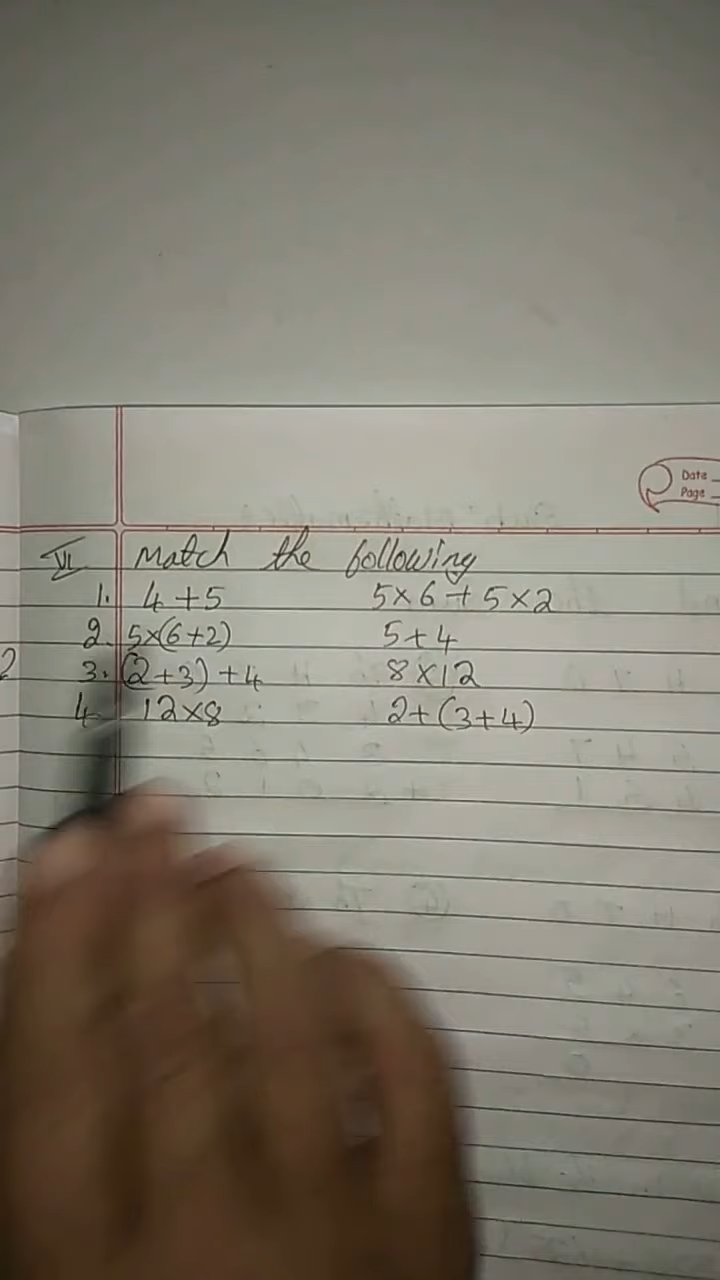 Date
Page
VI Match the following
1. 4+5 5×6+5×2
2. 5×(6+2) 5+4
3. (2+3)+4 8×12
4 12×8 2+(3+4)
2